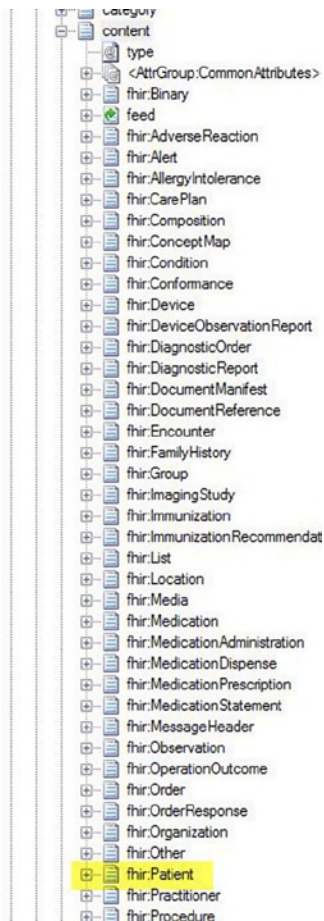 category
content
type
<AttrGroup:CommonAttributes>
fhir:Binary
feed
fhir:AdverseReaction
fhir:Alert
fhir:AllergyIntolerance
fhir:CarePlan
fhir:Composition
fhir:ConceptMap
fhir:Condition
fhir:Conformance
fhir:Device
fhir:DeviceObservationReport
fhir:DiagnosticOrder
fhir:DiagnosticReport
fhir:DocumentManifest
fhir:DocumentReference
fhir:Encounter
fhir:FamilyHistory
fhir:Group
fhir:ImagingStudy
fhir:Immunization
fhir:ImmunizationRecommendat
fhir:List
fhir:Location
fhir:Media
fhir:Medication
fhir:MedicationAdministration
fhir:MedicationDispense
fhir:MedicationPrescription
fhir:MedicationStatement
fhir:MessageHeader
fhir:Observation
fhir:OperationOutcome
fhir:Order
fhir:OrderResponse
fhir:Organization
fhir:Other
fhir:Patient
fhir:Practitioner
fhir:Procedure